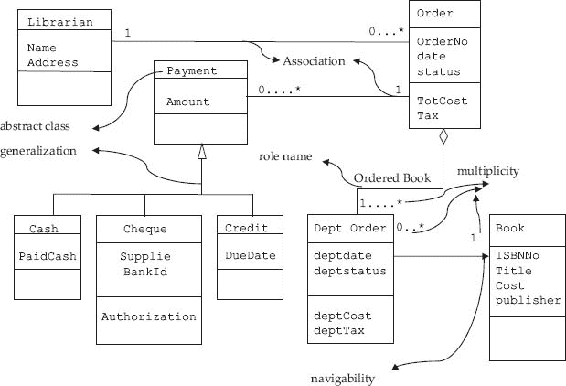 Librarian
Name
Address
1
0...*
Order
OrderNo
date
status
TotCost
Tax
Association
Payment
Amount
0....*
1
abstract class
generalization
role name
Ordered Book
multiplicity
1....*
0..*
1
Cash
PaidCash
Cheque
Supplie
BankId
Authorization
Credit
DueDate
Dept Order
deptdate
deptstatus
deptCost
deptTax
Book
ISBNNo
Title
Cost
publisher
navigability